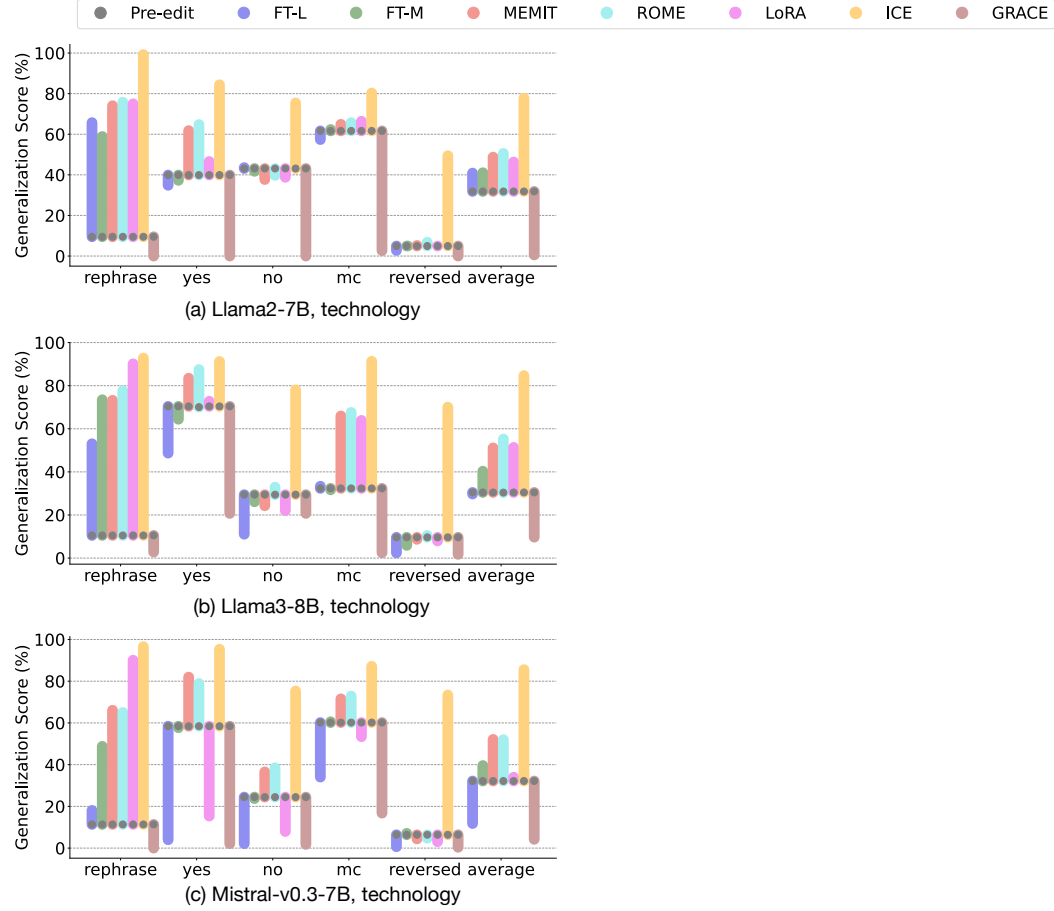 Pre-edit FT-L FT-M MEMIT ROME LoRA ICE GRACE
Generalization Score (%)
100
80
60
40
20
0
rephrase yes no mc reversed average
(a) Llama2-7B, technology
Generalization Score (%)
100
80
60
40
20
0
rephrase yes no mc reversed average
(b) Llama3-8B, technology
Generalization Score (%)
100
80
60
40
20
0
rephrase yes no mc reversed average
(c) Mistral-v0.3-7B, technology